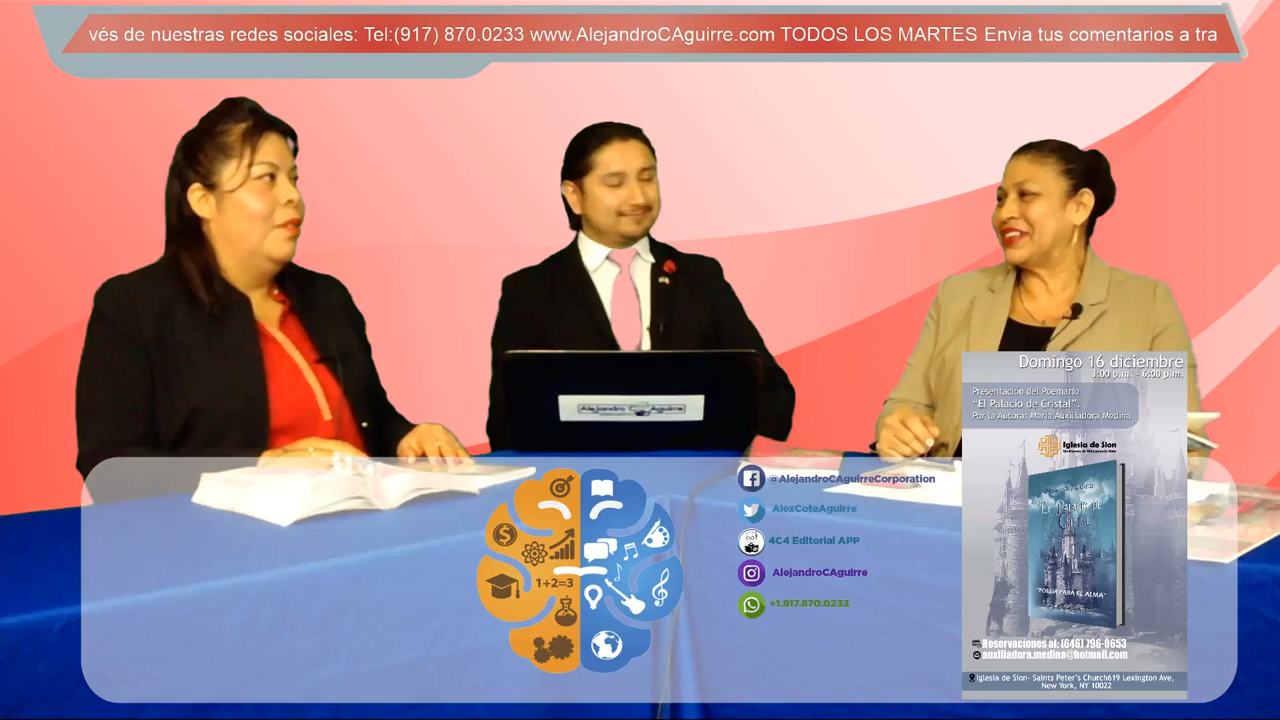 vés de nuestras redes sociales: Tel:(917) 870.0233 www.AlejandroCAguirre.com TODOS LOS MARTES Envia tus comentarios a tra
Alejandro C Aguirre
1+2=3
@AlejandroCAguirreCorporation
AlexCoteAguirre
4C4 Editorial APP
AlejandroCAguirre
+1.917.870.0233
Domingo 16 diciembre
3:00 p.m. - 6:00 p.m.
Presentación del Poemario
“El Palacio de Cristal”.
Por la Autora: Maria Auxiliadora Medina
Iglesia de Sion
EL PALACIO DE
CRISTAL
"POESIA PARA EL ALMA"
Reservaciones al: (646) 796-0653
auxiliadora.medina@hotmail.com
Iglesia de Sion- Saints Peter's Church619 Lexington Ave,
New York, NY 10022